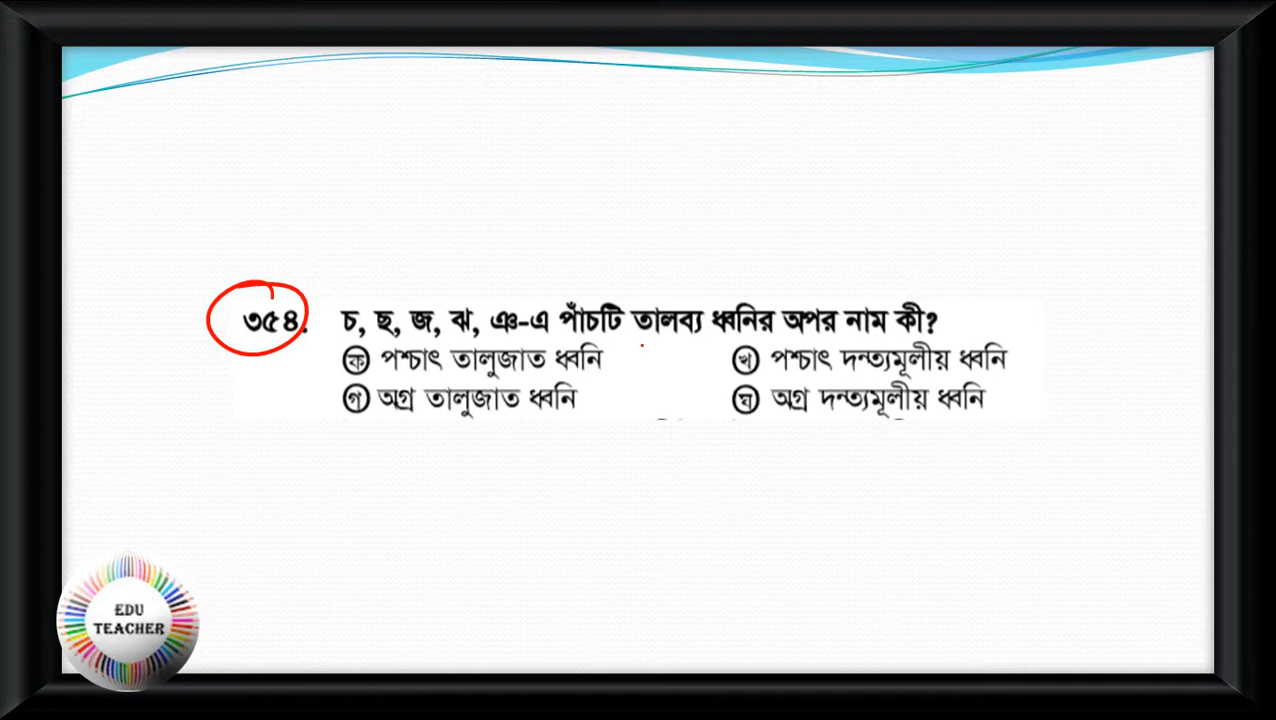 ৩৫৪. চ, ছ, জ, ঝ, ঞ-এ পাঁচটি তালব্য ধ্বনির অপর নাম কী?
ক পশ্চাৎ তালুজাত ধ্বনি খ পশ্চাৎ দন্ত্যমূলীয় ধ্বনি
গ অগ্র তালুজাত ধ্বনি ঘ অগ্র দন্ত্যমূলীয় ধ্বনি
EDU
TEACHER